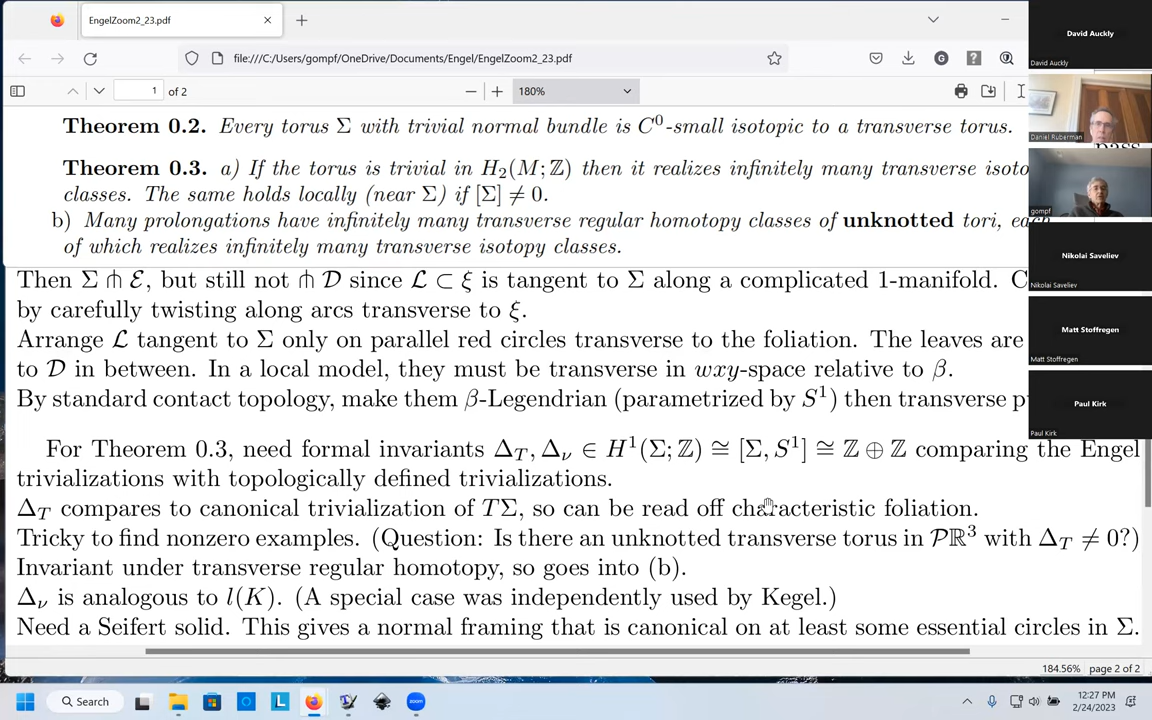 EngelZoom2_23.pdf
file:///C:/Users/gompf/OneDrive/Documents/Engel/EngelZoom2_23.pdf
1 of 2
180%
David Auckly
David Auckly
Theorem 0.2. Every torus Σ with trivial normal bundle is C⁰-small isotopic to a transverse torus.
Daniel Ruberman
Theorem 0.3. a) If the torus is trivial in H₂(M; ℤ) then it realizes infinitely many transverse isoto
classes. The same holds locally (near Σ) if [Σ] ≠ 0.
gompf
b) Many prolongations have infinitely many transverse regular homotopy classes of unknotted tori, each
of which realizes infinitely many transverse isotopy classes.
Nikolai Saveliev
Nikolai Saveliev
Then Σ ⋔ ℰ, but still not ⋔ 𝒟 since ℒ ⊂ ξ is tangent to Σ along a complicated 1-manifold. C
by carefully twisting along arcs transverse to ξ.
Matt Stoffregen
Matt Stoffregen
Arrange ℒ tangent to Σ only on parallel red circles transverse to the foliation. The leaves are
to 𝒟 in between. In a local model, they must be transverse in wxy-space relative to β.
By standard contact topology, make them β-Legendrian (parametrized by S¹) then transverse p
Paul Kirk
Paul Kirk
For Theorem 0.3, need formal invariants Δ_T, Δ_ν ∈ H¹(Σ; ℤ) ≅ [Σ, S¹] ≅ ℤ ⊕ ℤ comparing the Engel
trivializations with topologically defined trivializations.
Δ_T compares to canonical trivialization of TΣ, so can be read off characteristic foliation.
Tricky to find nonzero examples. (Question: Is there an unknotted transverse torus in 𝒫ℝ³ with Δ_T ≠ 0?)
Invariant under transverse regular homotopy, so goes into (b).
Δ_ν is analogous to l(K). (A special case was independently used by Kegel.)
Need a Seifert solid. This gives a normal framing that is canonical on at least some essential circles in Σ.
184.56% page 2 of 2
Search
zoom
12:27 PM
2/24/2023